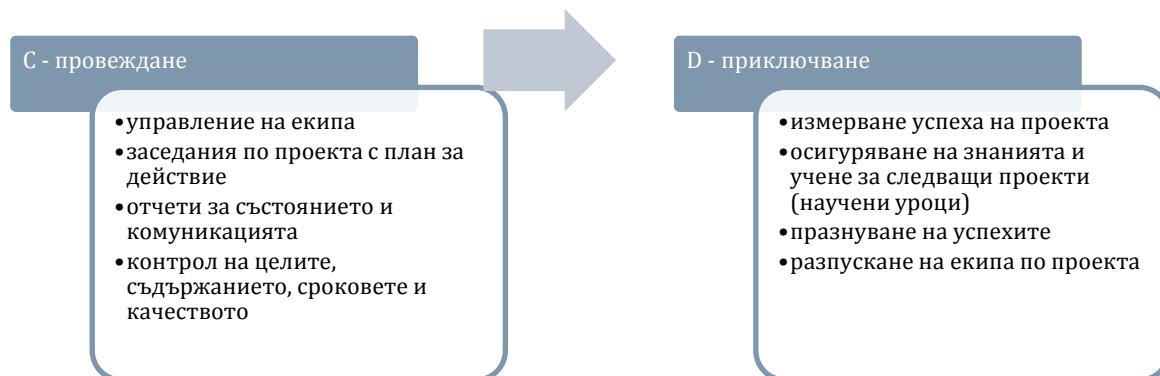 C - провеждане
•управление на екипа
•заседания по проекта с план за
действие
•отчети за състоянието и
комуникацията
•контрол на целите,
съдържанието, сроковете и
качеството
D - приключване
•измерване успеха на проекта
•осигуряване на знанията и
учене за следващи проекти
(научени уроци)
•празнуване на успехите
•разпускане на екипа по проекта